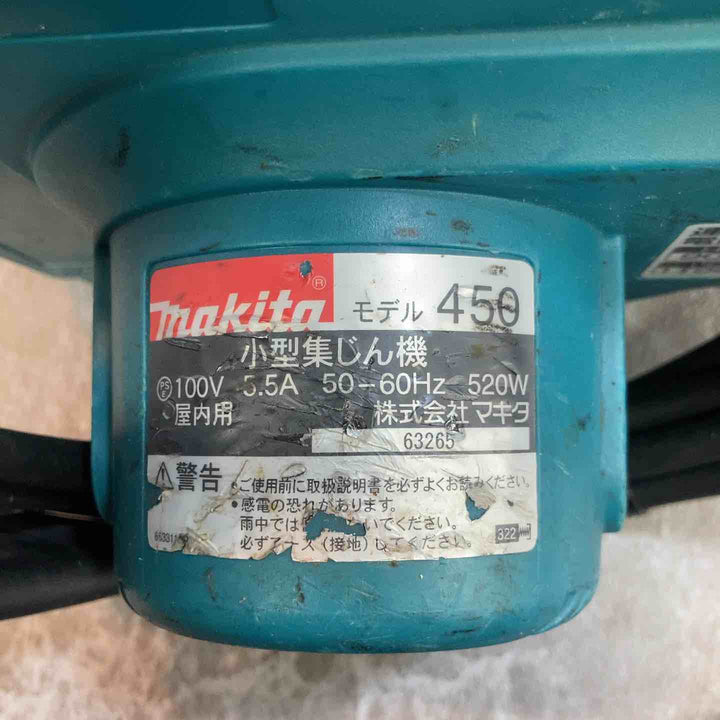 makita®
モデル 450
小型集じん機
PSE 100V 5.5A 50-60Hz 520W
屋内用 株式会社マキタ
63265
警告
・ご使用前に取扱説明書を必ずよくお読みください。
・感電の恐れがあります。
雨中では いでください。
必ずアース(接地)してください。
322